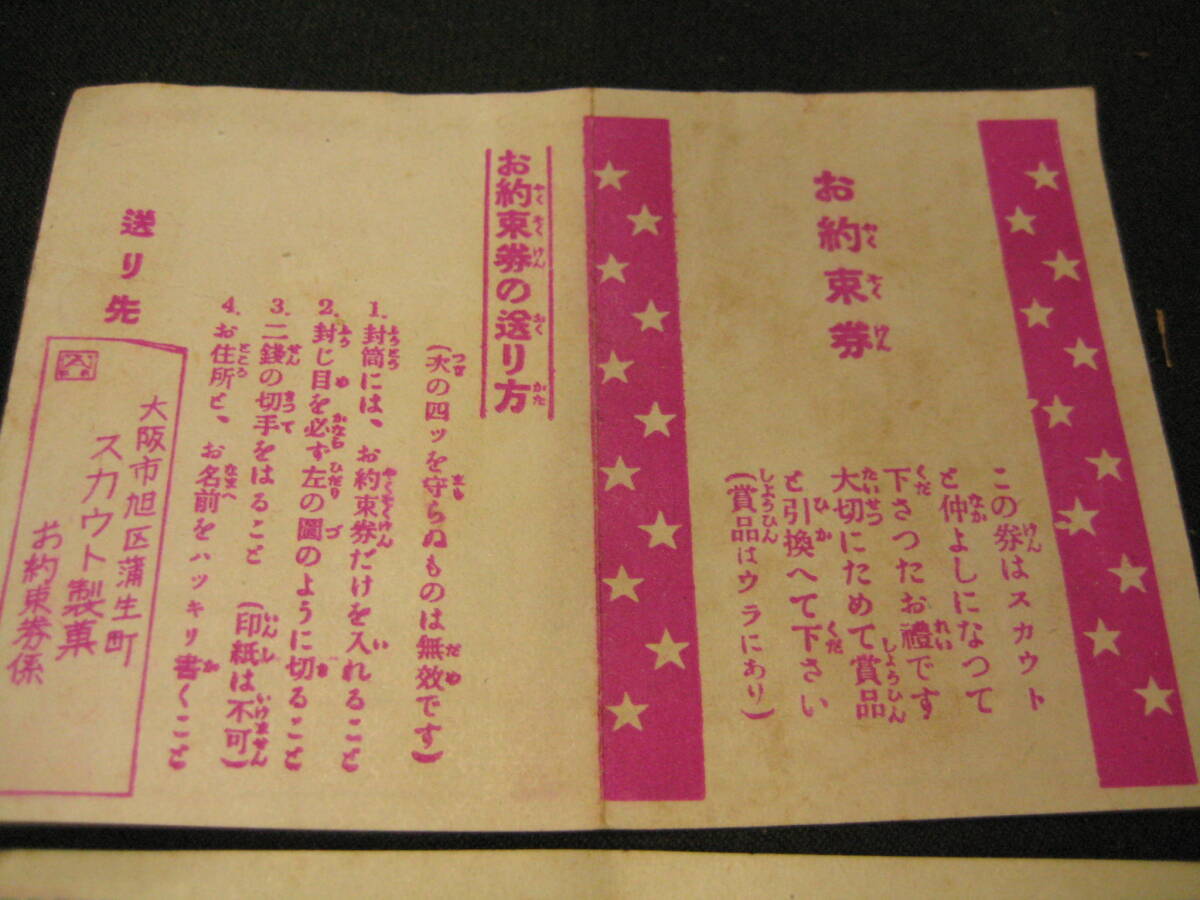 お約束券
この券はスカウト
と仲よしになつて
下さつたお禮です
大切にためて賞品
と引換へて下さい
(賞品はウラにあり)
お約束券の送り方
(次の四ッを守らぬものは無效です)
1. 封筒には、お約束券だけを入れること
2. 封じ目を必ず左の圖のように切ること
3. 二錢の切手をはること (印紙は不可)
4. お住所と、お名前をハッキリ書くこと
送り先
大阪市旭区蒲生町
スカウト製菓
お約束券係